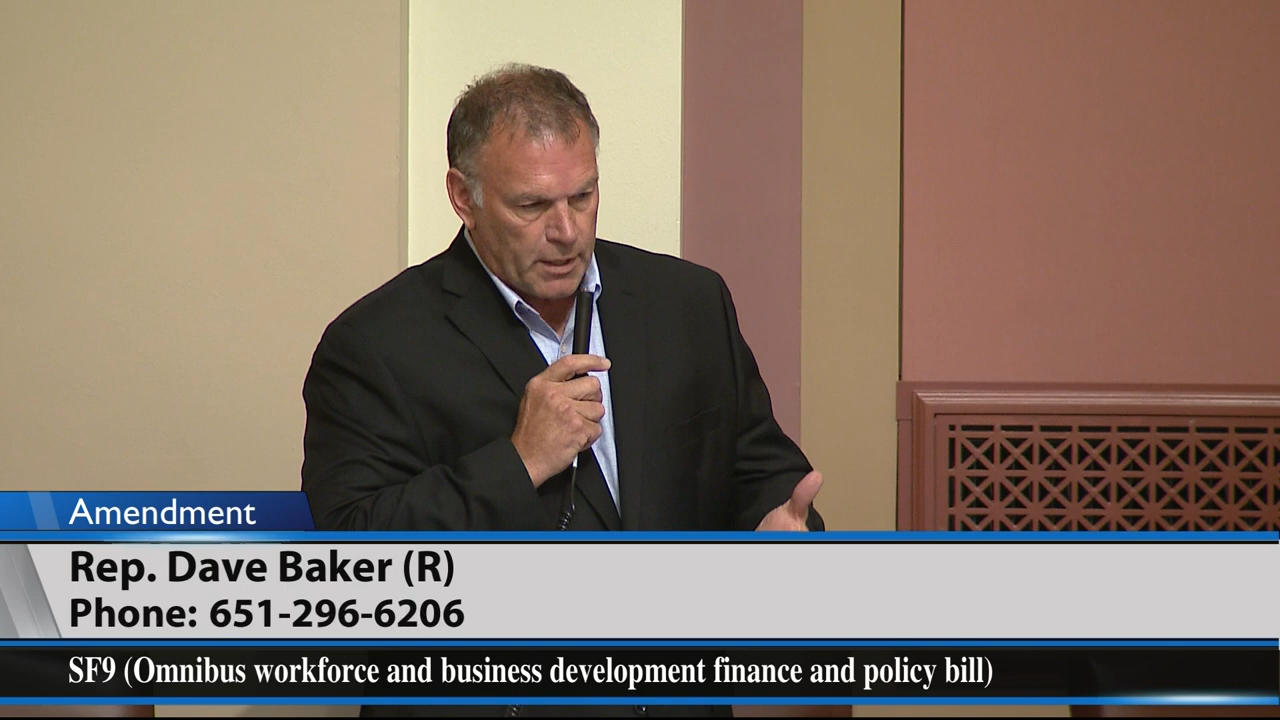 Amendment
Rep. Dave Baker (R)
Phone: 651-296-6206
SF9 (Omnibus workforce and business development finance and policy bill)